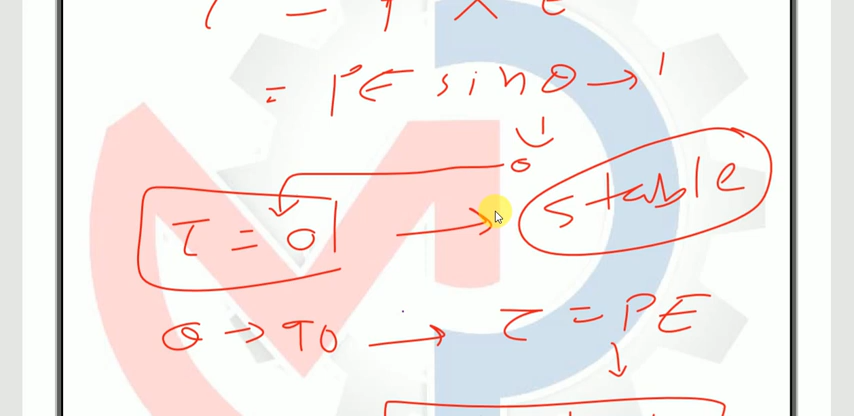 = PE sinθ → 1
↓
0
τ = 0 → stable
θ → 90 → τ = PE
↓